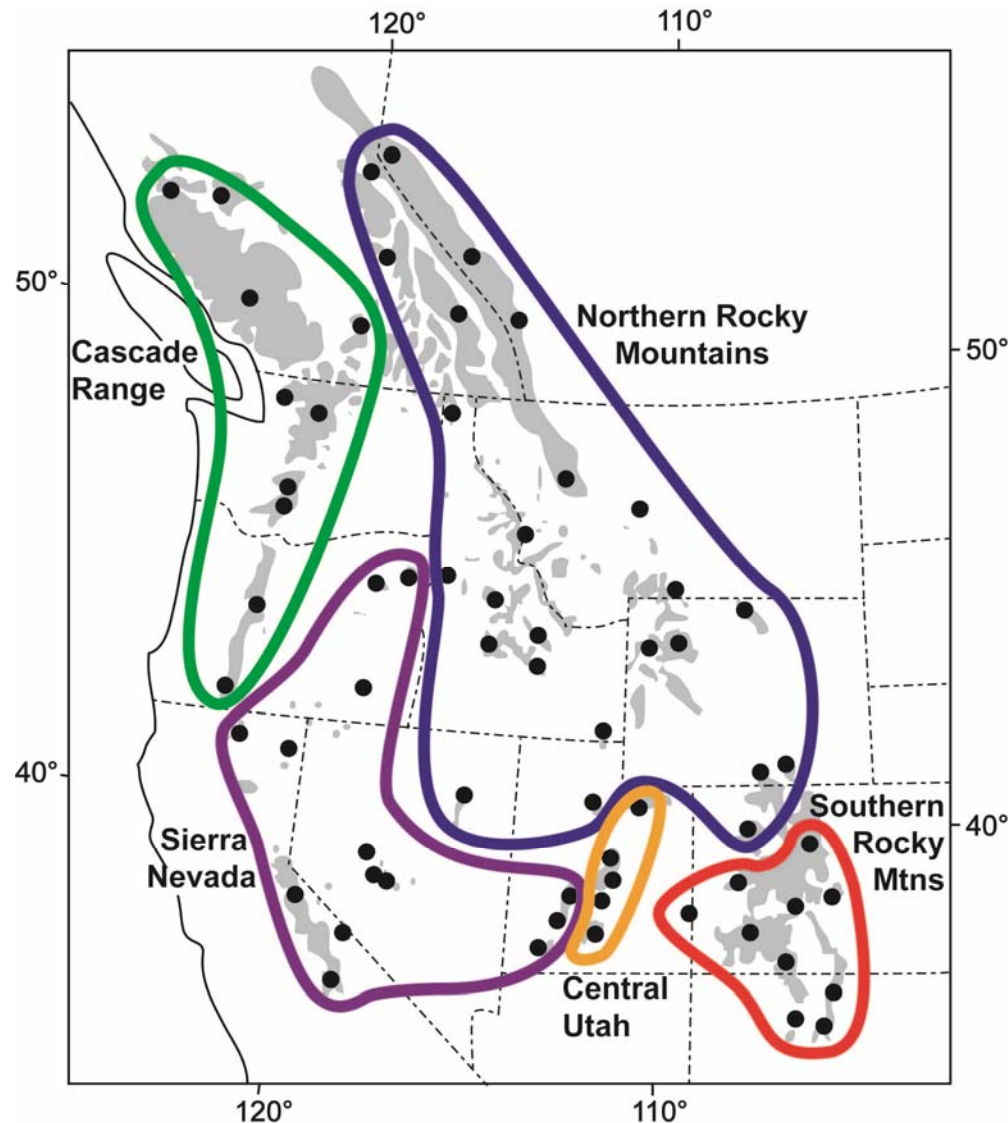 120°
110°
50°
Cascade
Range
Northern Rocky
Mountains
50°
40°
Southern
Rocky
Mtns
40°
Sierra
Nevada
Central
Utah
120°
110°